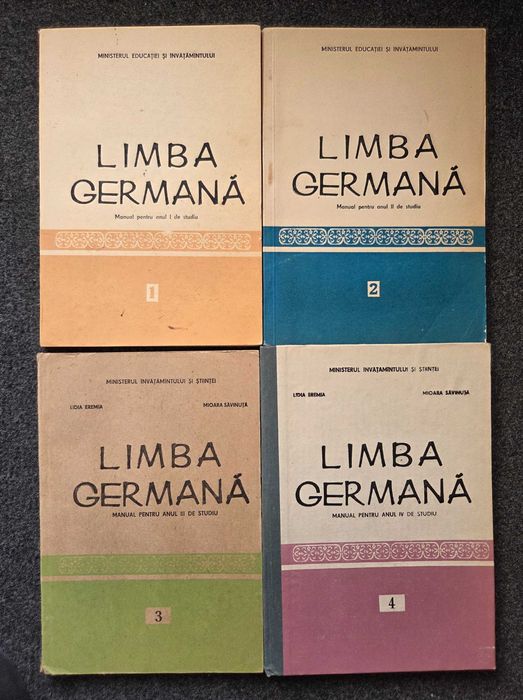 MINISTERUL EDUCAȚIEI ȘI ÎNVĂȚĂMÎNTULUI
LIMBA
GERMANĂ
Manual pentru anul I de studiu
1
MINISTERUL EDUCAȚIEI ȘI ÎNVĂȚĂMÎNTULUI
LIMBA
GERMANĂ
Manual pentru anul II de studiu
2
MINISTERUL ÎNVĂȚĂMÎNTULUI ȘI ȘTIINȚEI
LIDIA EREMIA MIOARA SĂVINUȚĂ
LIMBA
GERMANĂ
MANUAL PENTRU ANUL III DE STUDIU
3
MINISTERUL ÎNVĂȚĂMÎNTULUI ȘI ȘTIINȚEI
LIDIA EREMIA MIOARA SĂVINUȚĂ
LIMBA
GERMANĂ
MANUAL PENTRU ANUL IV DE STUDIU
4